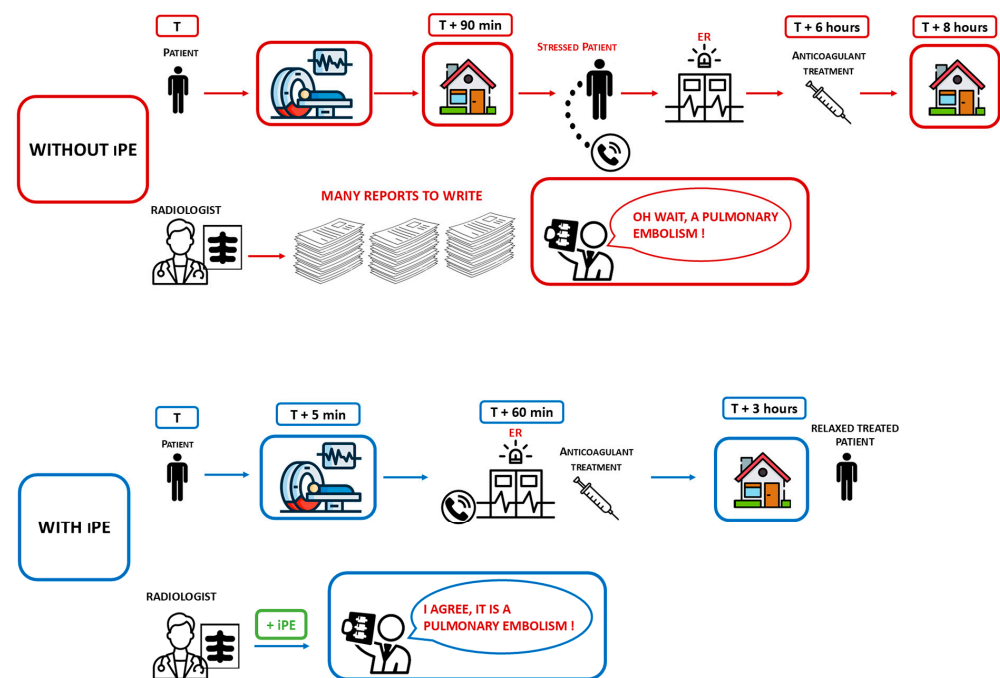 T
T + 90 min
T + 6 hours
T + 8 hours
PATIENT
STRESSED PATIENT
ER
ANTICOAGULANT
TREATMENT
WITHOUT iPE
RADIOLOGIST
MANY REPORTS TO WRITE
OH WAIT, A PULMONARY
EMBOLISM !
T
T + 5 min
T + 60 min
T + 3 hours
PATIENT
ER
ANTICOAGULANT
TREATMENT
RELAXED TREATED
PATIENT
WITH iPE
RADIOLOGIST
+ iPE
I AGREE, IT IS A
PULMONARY EMBOLISM !